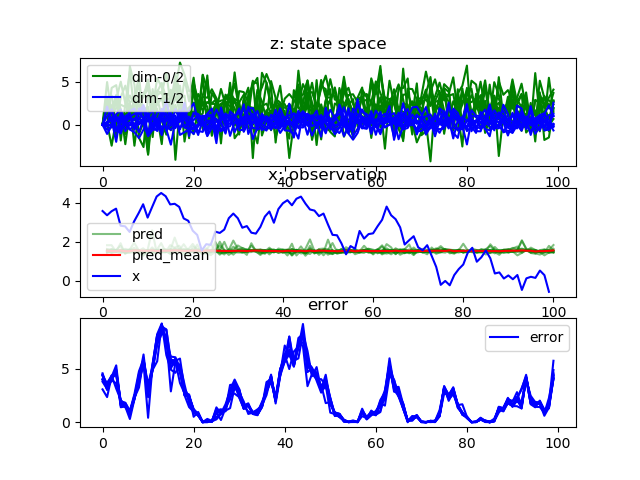 z: state space
5
0
dim-0/2
dim-1/2
0 20 40 60 80 100
x: observation
4
2
0
pred
pred_mean
x
0 20 40 60 80 100
error
5
0
error
0 20 40 60 80 100